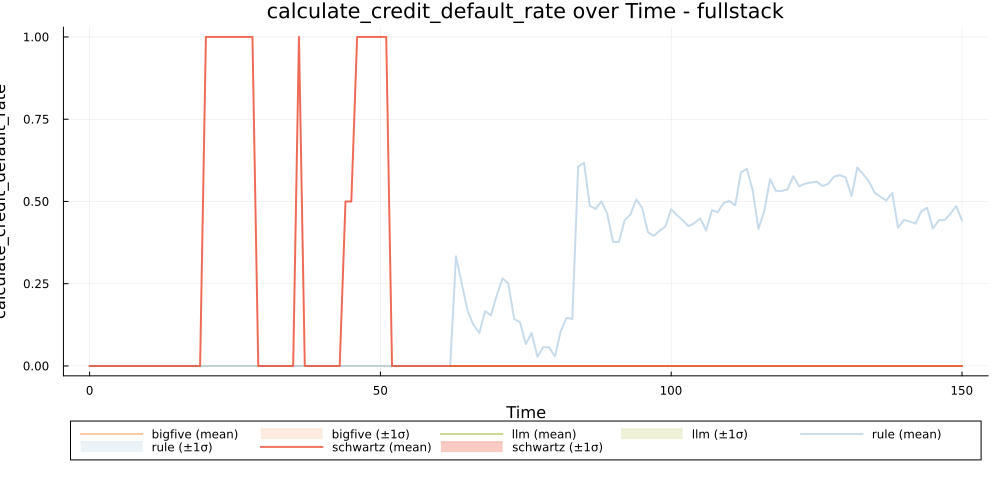 calculate_credit_default_rate over Time - fullstack
calculate_credit_default_rate
1.00
0.75
0.50
0.25
0.00
0 50 100 150
Time
bigfive (mean) bigfive (±1σ) llm (mean) llm (±1σ) rule (mean)
rule (±1σ) schwartz (mean) schwartz (±1σ)